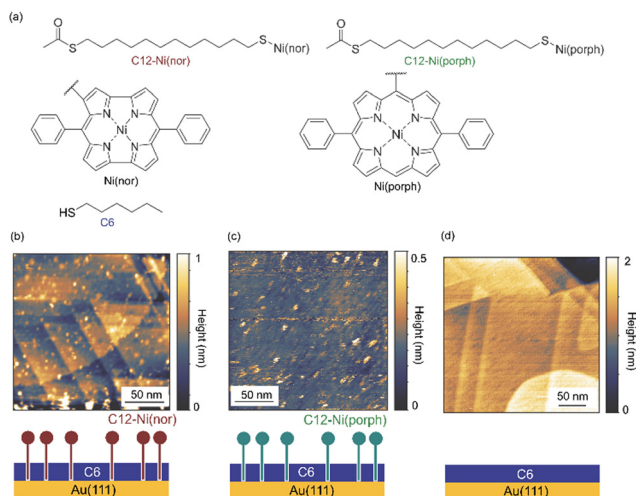 (a)
O
S
S
Ni(nor)
C12-Ni(nor)
O
S
S
Ni(porph)
C12-Ni(porph)
N
N
Ni
N
N
Ni(nor)
N
N
Ni
N
N
Ni(porph)
HS
C6
(b)
1
Height (nm)
0
50 nm
(c)
0.5
Height (nm)
0
50 nm
(d)
2
Height (nm)
0
50 nm
C12-Ni(nor)
C6
Au(111)
C12-Ni(porph)
C6
Au(111)
C6
Au(111)